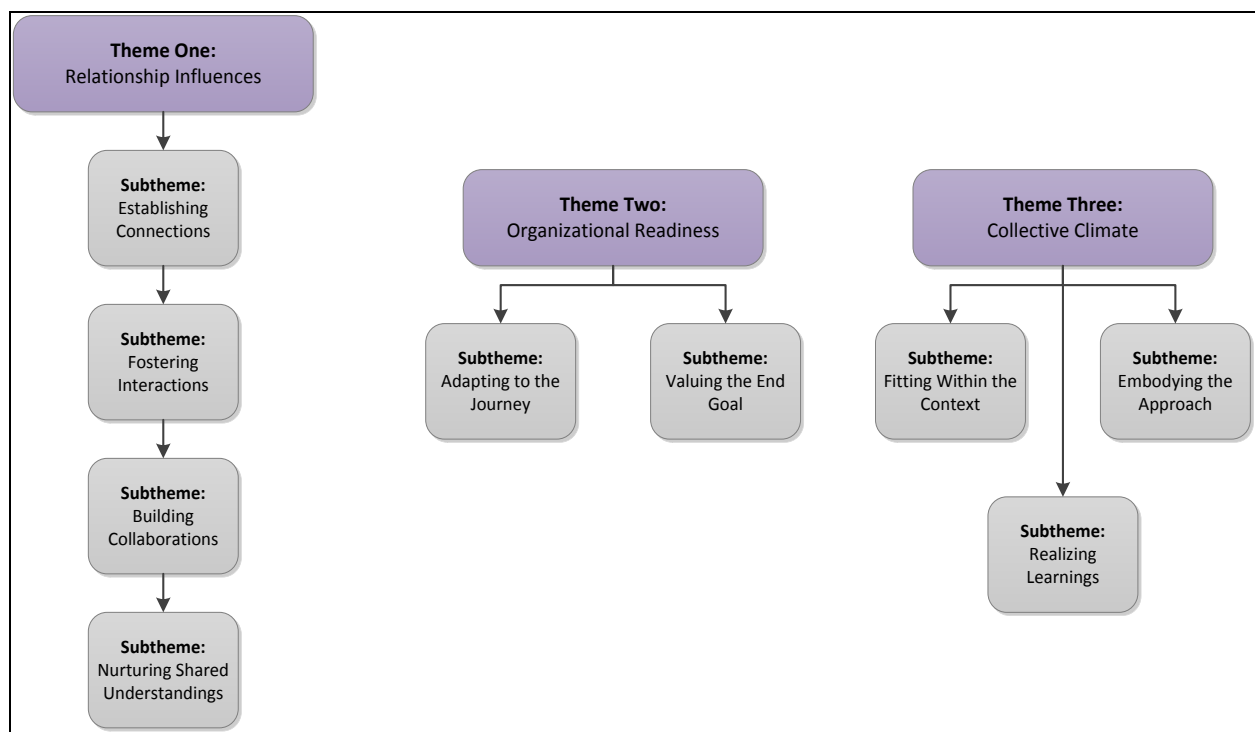 Theme One:
Relationship Influences
Subtheme:
Establishing
Connections
Subtheme:
Fostering
Interactions
Subtheme:
Building
Collaborations
Subtheme:
Nurturing Shared
Understandings
Theme Two:
Organizational Readiness
Subtheme:
Adapting to the
Journey
Subtheme:
Valuing the End
Goal
Theme Three:
Collective Climate
Subtheme:
Fitting Within the
Context
Subtheme:
Embodying the
Approach
Subtheme:
Realizing
Learnings